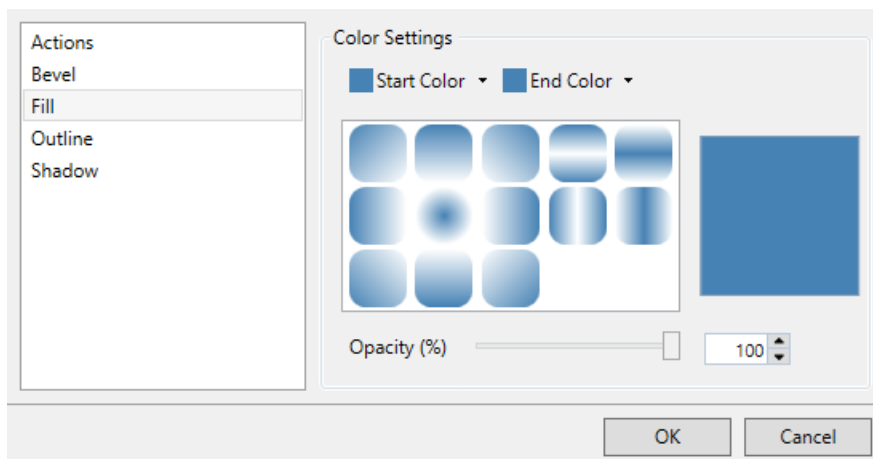 Actions
Bevel
Fill
Outline
Shadow
Color Settings
Start Color End Color
Opacity (%) 100
OK Cancel